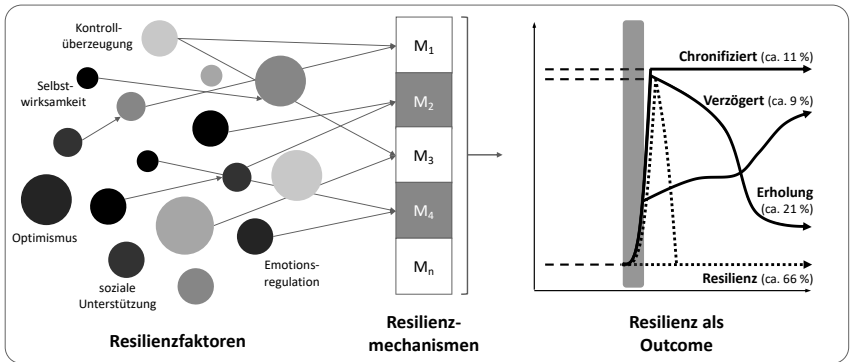 Kontroll-
überzeugung
Selbst-
wirksamkeit
Optimismus
soziale
Unterstützung
Emotions-
regulation
Resilienzfaktoren
M1
M2
M3
M4
Mn
Resilienz-
mechanismen
Chronifiziert (ca. 11 %)
Verzögert (ca. 9 %)
Erholung
(ca. 21 %)
Resilienz (ca. 66 %)
Resilienz als
Outcome